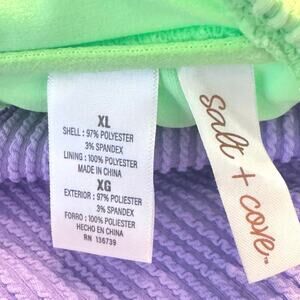 XL
SHELL : 97% POLYESTER
3% SPANDEX
LINING : 100% POLYESTER
MADE IN CHINA
XG
EXTERIOR : 97% POLIESTER
3% SPANDEX
FORRO : 100% POLIESTER
HECHO EN CHINA
RN 136739
salt + cove™